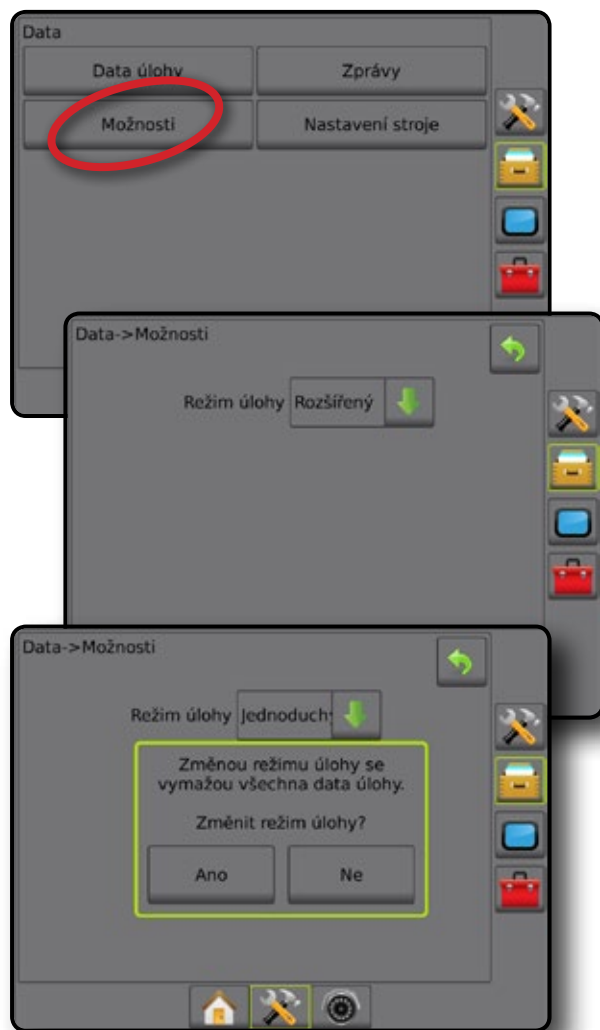 Data
Data úlohy Zprávy
Možnosti Nastavení stroje
Data->Možnosti
Režim úlohy Rozšířený
Data->Možnosti
Režim úlohy Jednoduch
Změnou režimu úlohy se
vymažou všechna data úlohy.
Změnit režim úlohy?
Ano Ne